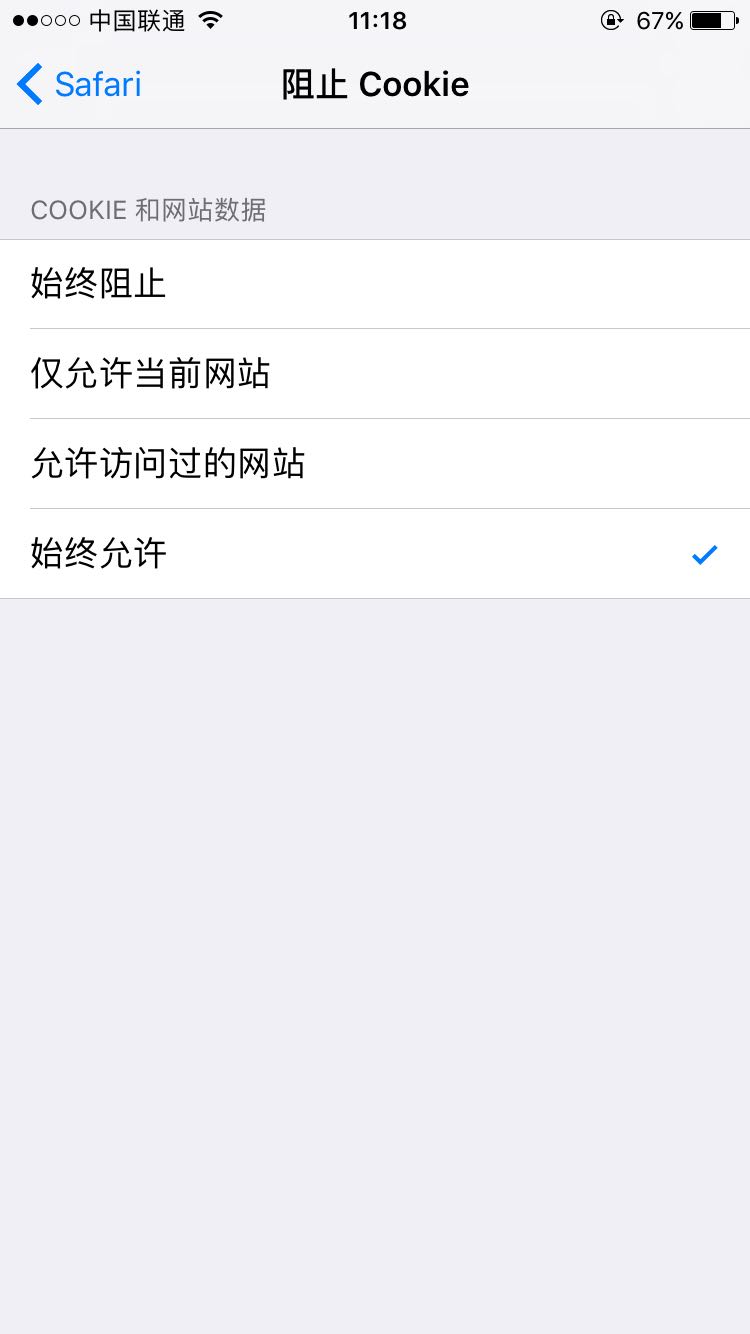 中国联通 11:18 67%
Safari 阻止 Cookie
COOKIE 和网站数据
始终阻止
仅允许当前网站
允许访问过的网站
始终允许